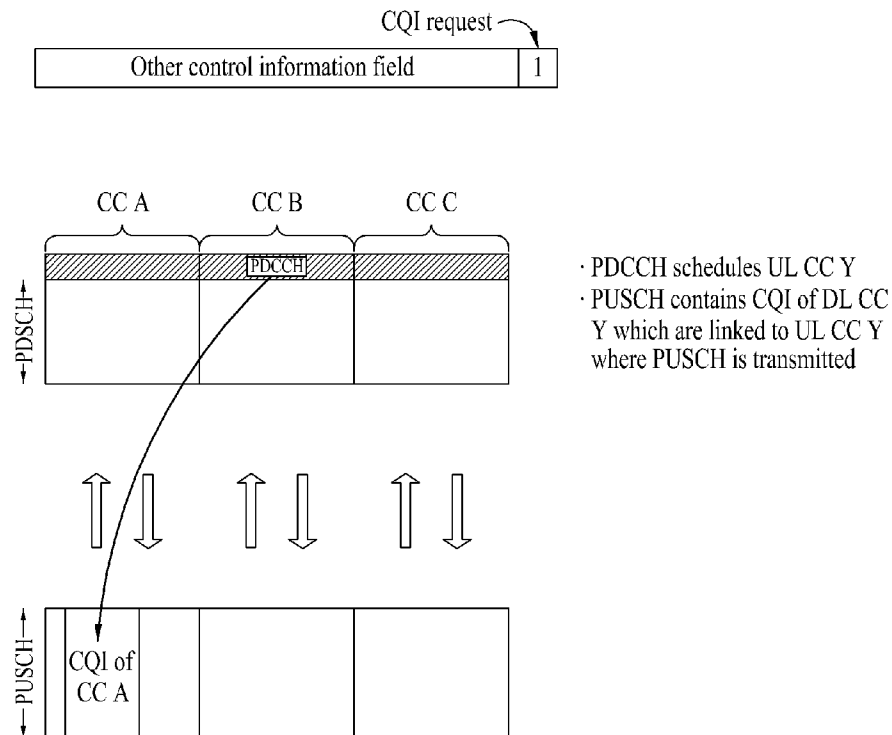 CQI request
Other control information field
1
CC A
CC B
CC C
PDCCH
PDSCH
· PDCCH schedules UL CC Y
· PUSCH contains CQI of DL CC
Y which are linked to UL CC Y
where PUSCH is transmitted
PUSCH
CQI of
CC A